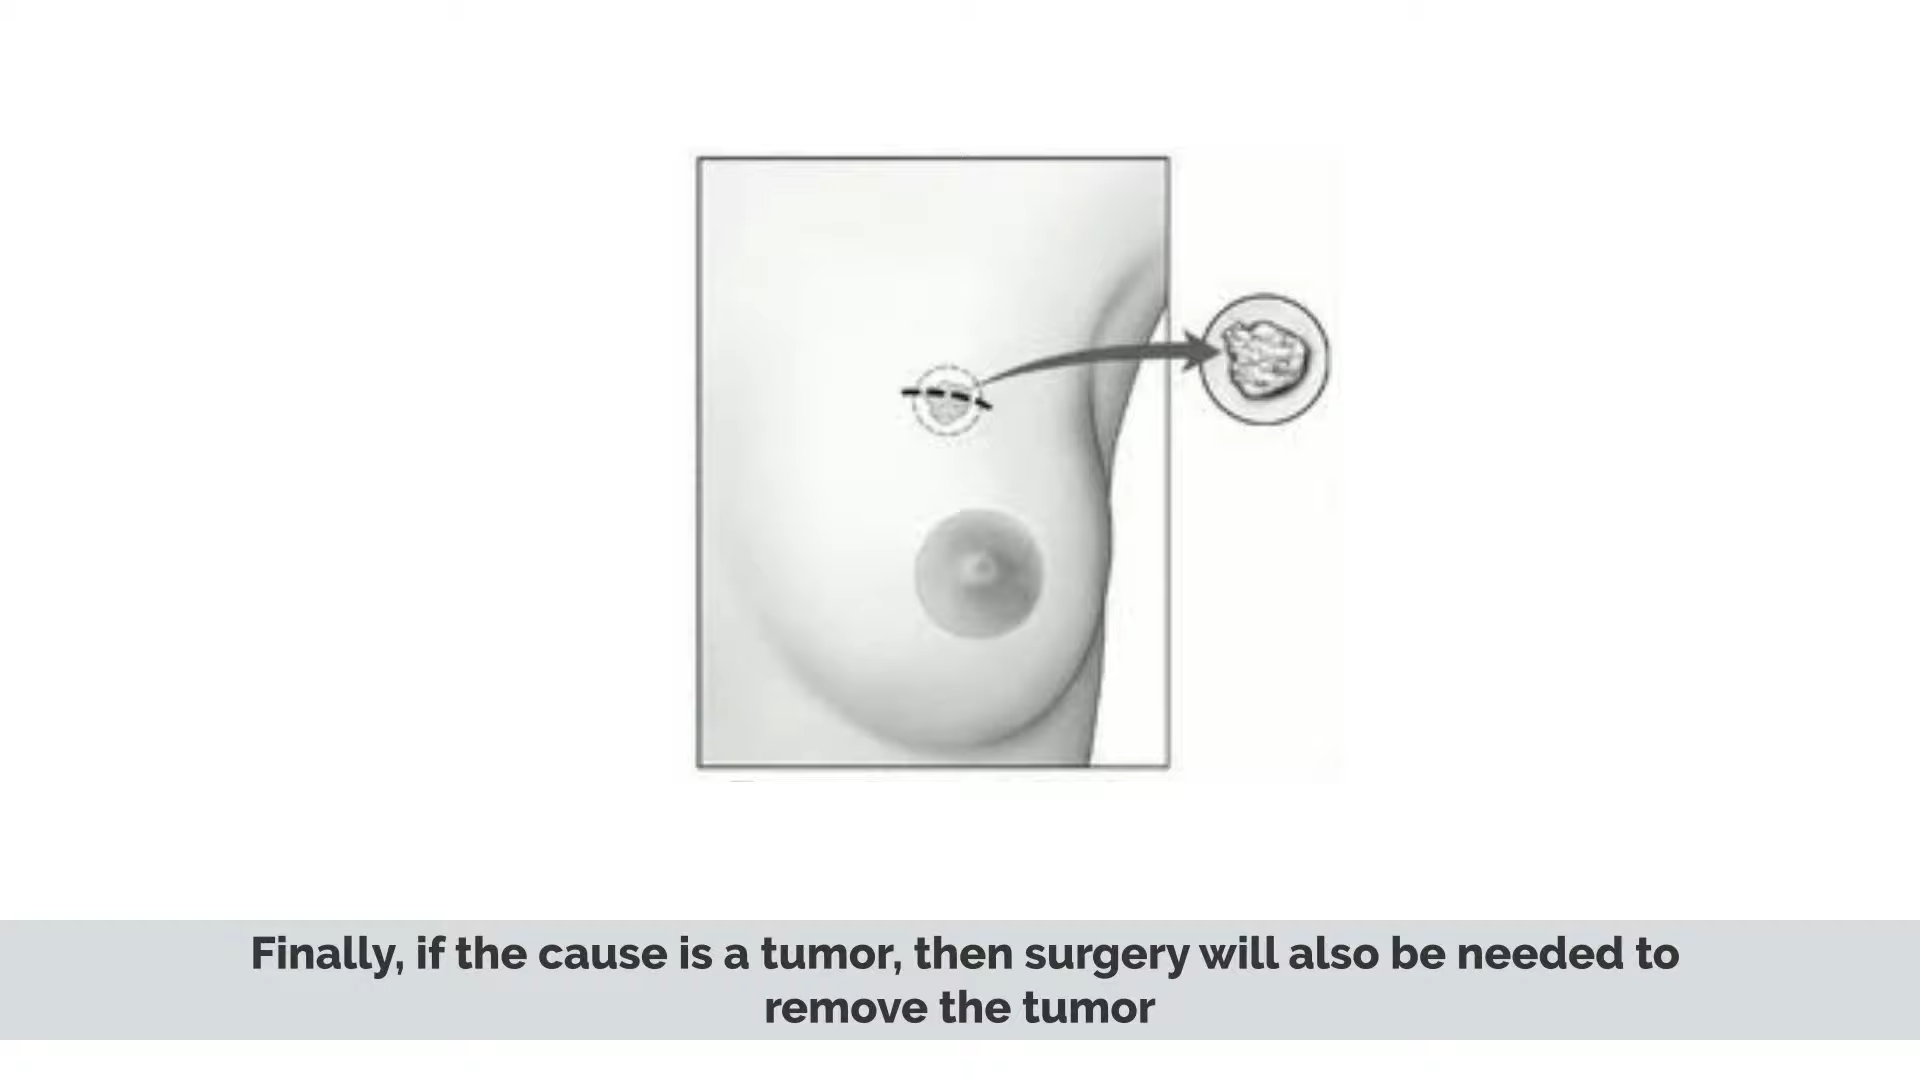 Finally, if the cause is a tumor, then surgery will also be needed to
remove the tumor